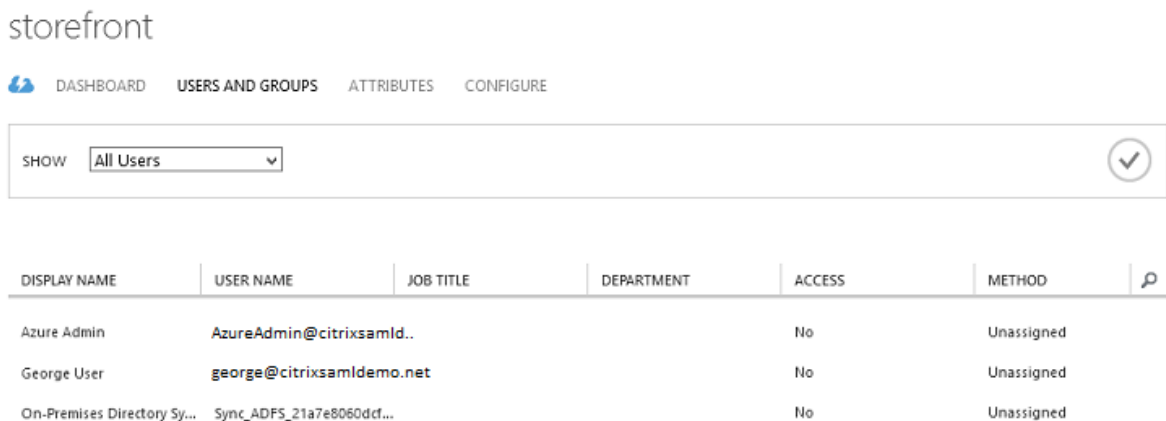 storefront
DASHBOARD USERS AND GROUPS ATTRIBUTES CONFIGURE
SHOW All Users
DISPLAY NAME USER NAME JOB TITLE DEPARTMENT ACCESS METHOD
Azure Admin AzureAdmin@citrixsamld.. No Unassigned
George User george@citrixsamldemo.net No Unassigned
On-Premises Directory Sy... Sync_ADFS_21a7e8060dcf... No Unassigned